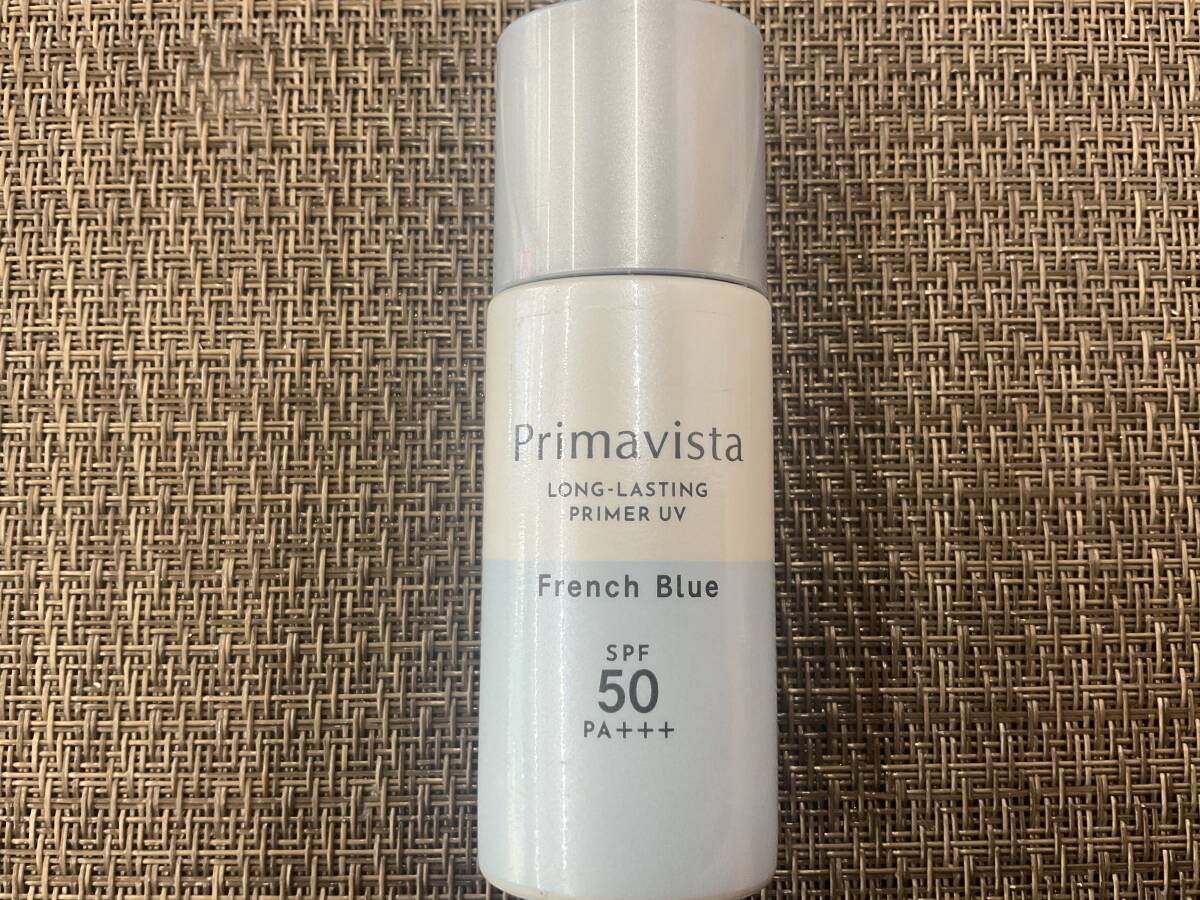 Primavista
LONG-LASTING
PRIMER UV
French Blue
SPF
50
PA+++